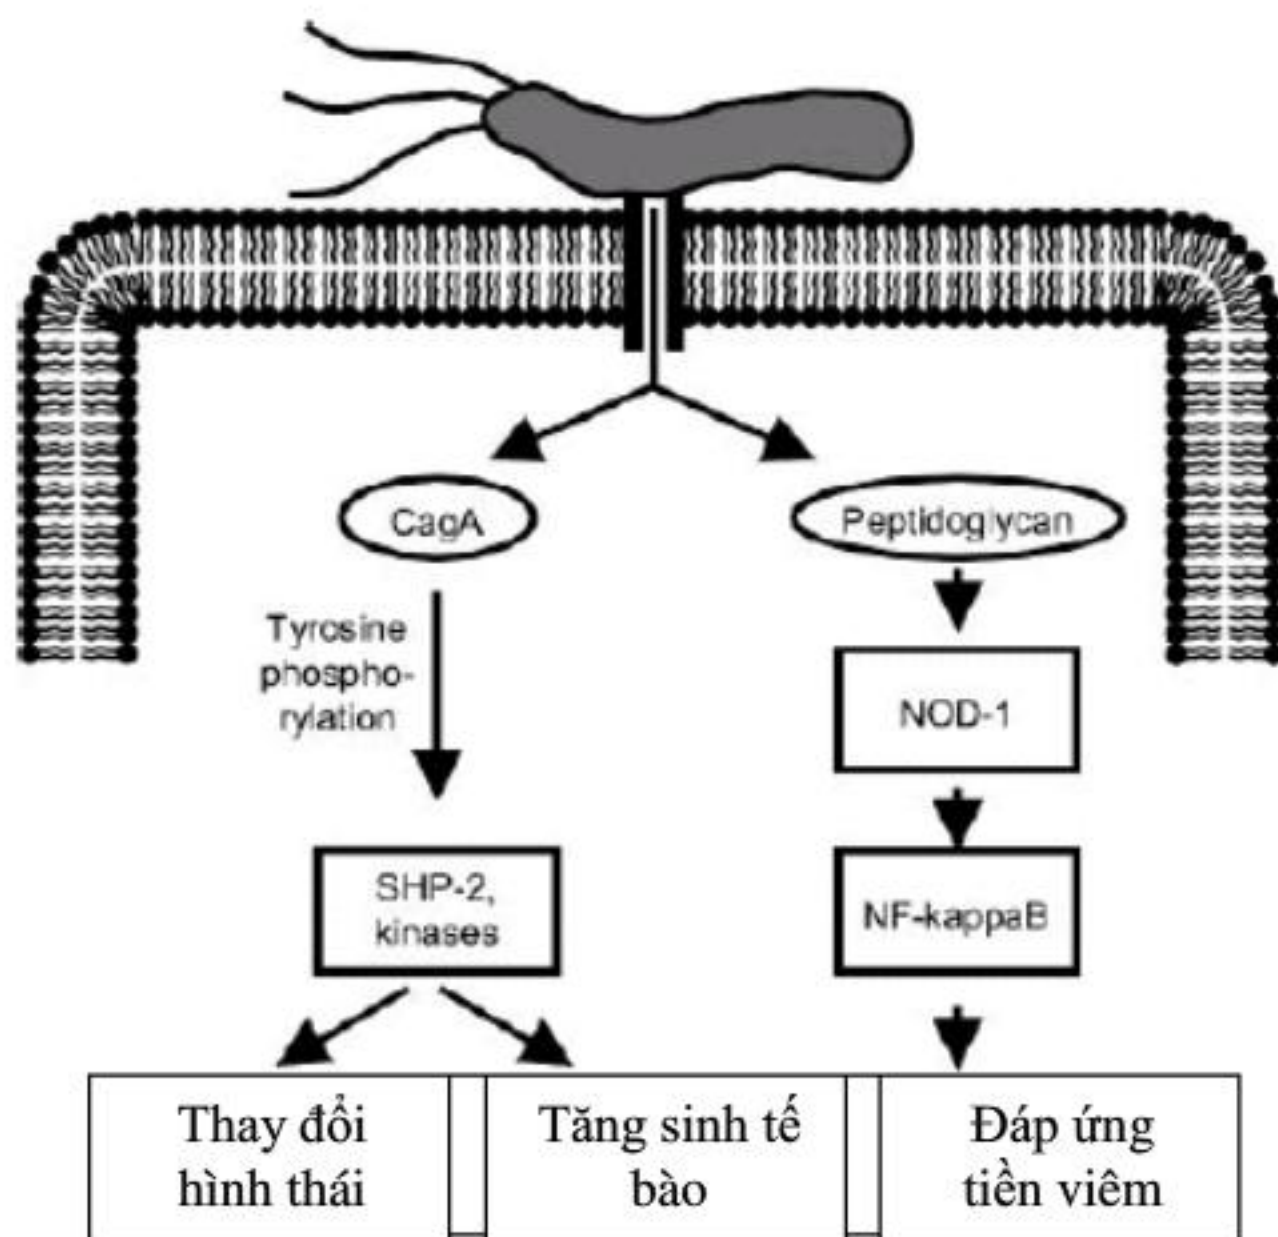 CagA
Peptidoglycan
Tyrosine
phospho-
rylation
NOD-1
SHP-2,
kinases
NF-kappaB
Thay đổi
hình thái
Tăng sinh tế
bào
Đáp ứng
tiền viêm